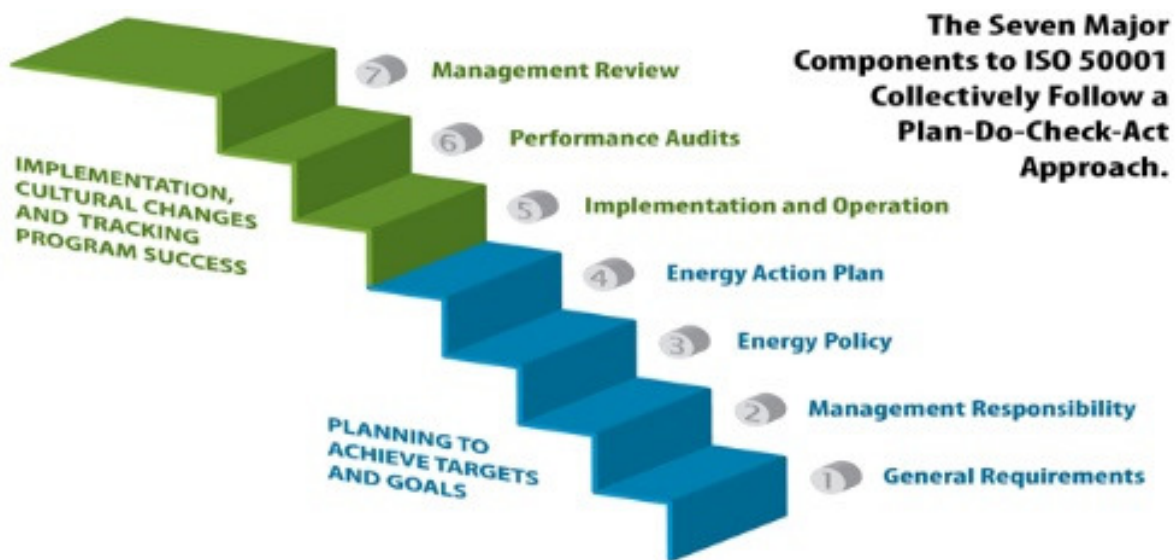 The Seven Major
Components to ISO 50001
Collectively Follow a
Plan-Do-Check-Act
Approach.
7 Management Review
6 Performance Audits
5 Implementation and Operation
4 Energy Action Plan
3 Energy Policy
2 Management Responsibility
1 General Requirements
IMPLEMENTATION,
CULTURAL CHANGES
AND TRACKING
PROGRAM SUCCESS
PLANNING TO
ACHIEVE TARGETS
AND GOALS